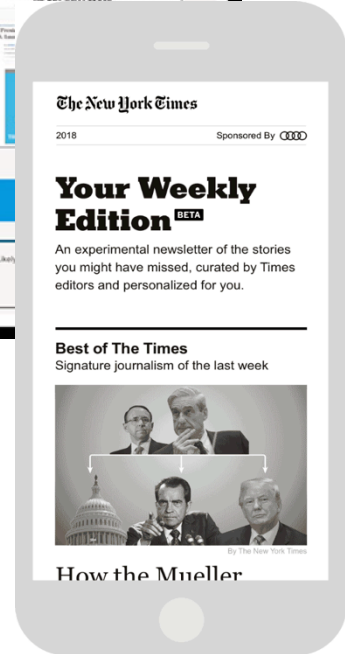 The New York Times
2018 Sponsored By
Your Weekly
Edition BETA
An experimental newsletter of the stories
you might have missed, curated by Times
editors and personalized for you.
Best of The Times
Signature journalism of the last week
By The New York Times
How the Mueller